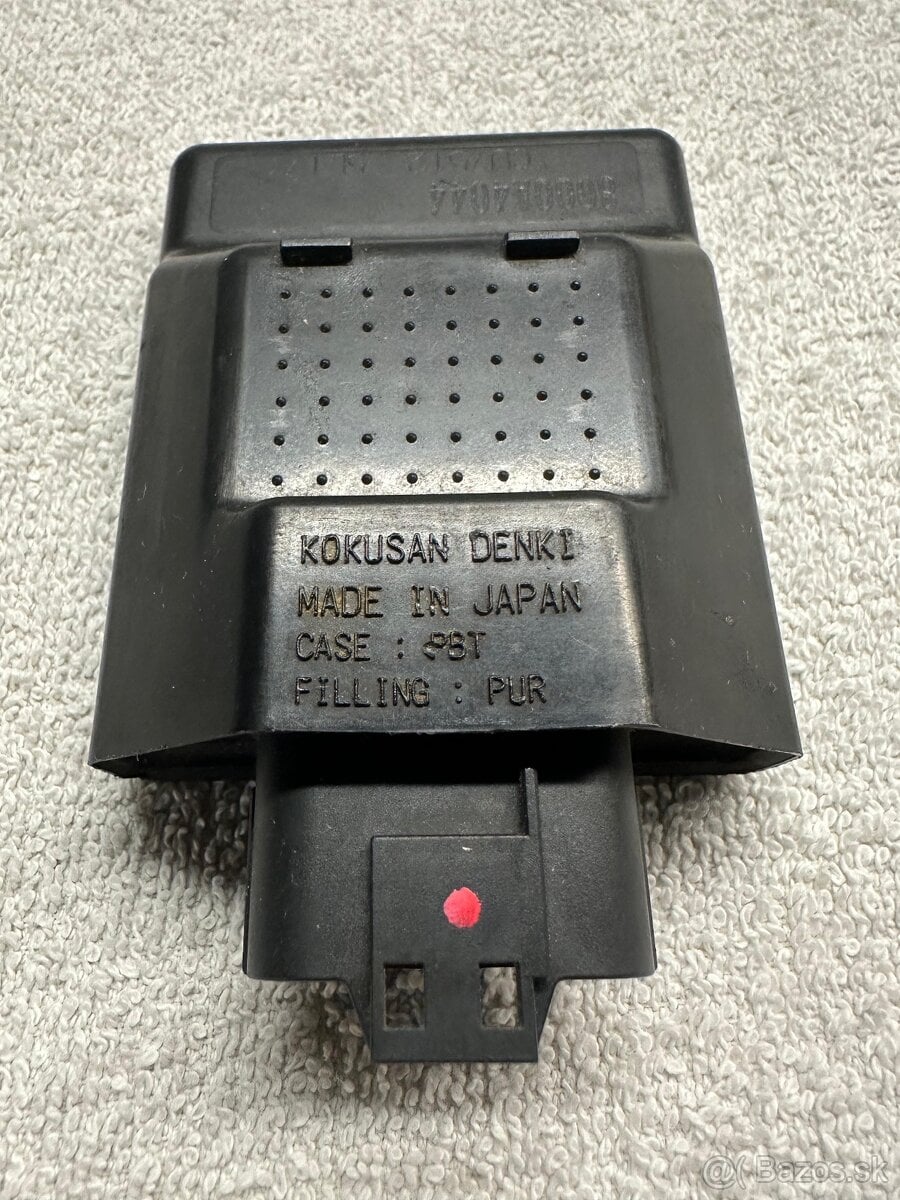 KOKUSAN DENKI
MADE IN JAPAN
CASE : PBT
FILLING : PUR
Bazos.sk